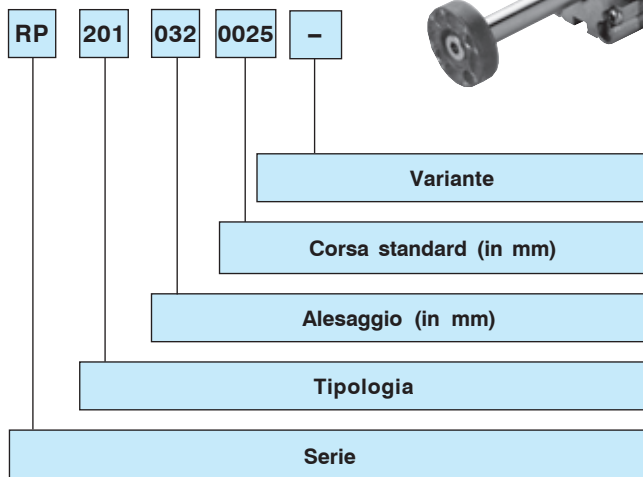 RP 201 032 0025 –
Variante
Corsa standard (in mm)
Alesaggio (in mm)
Tipologia
Serie